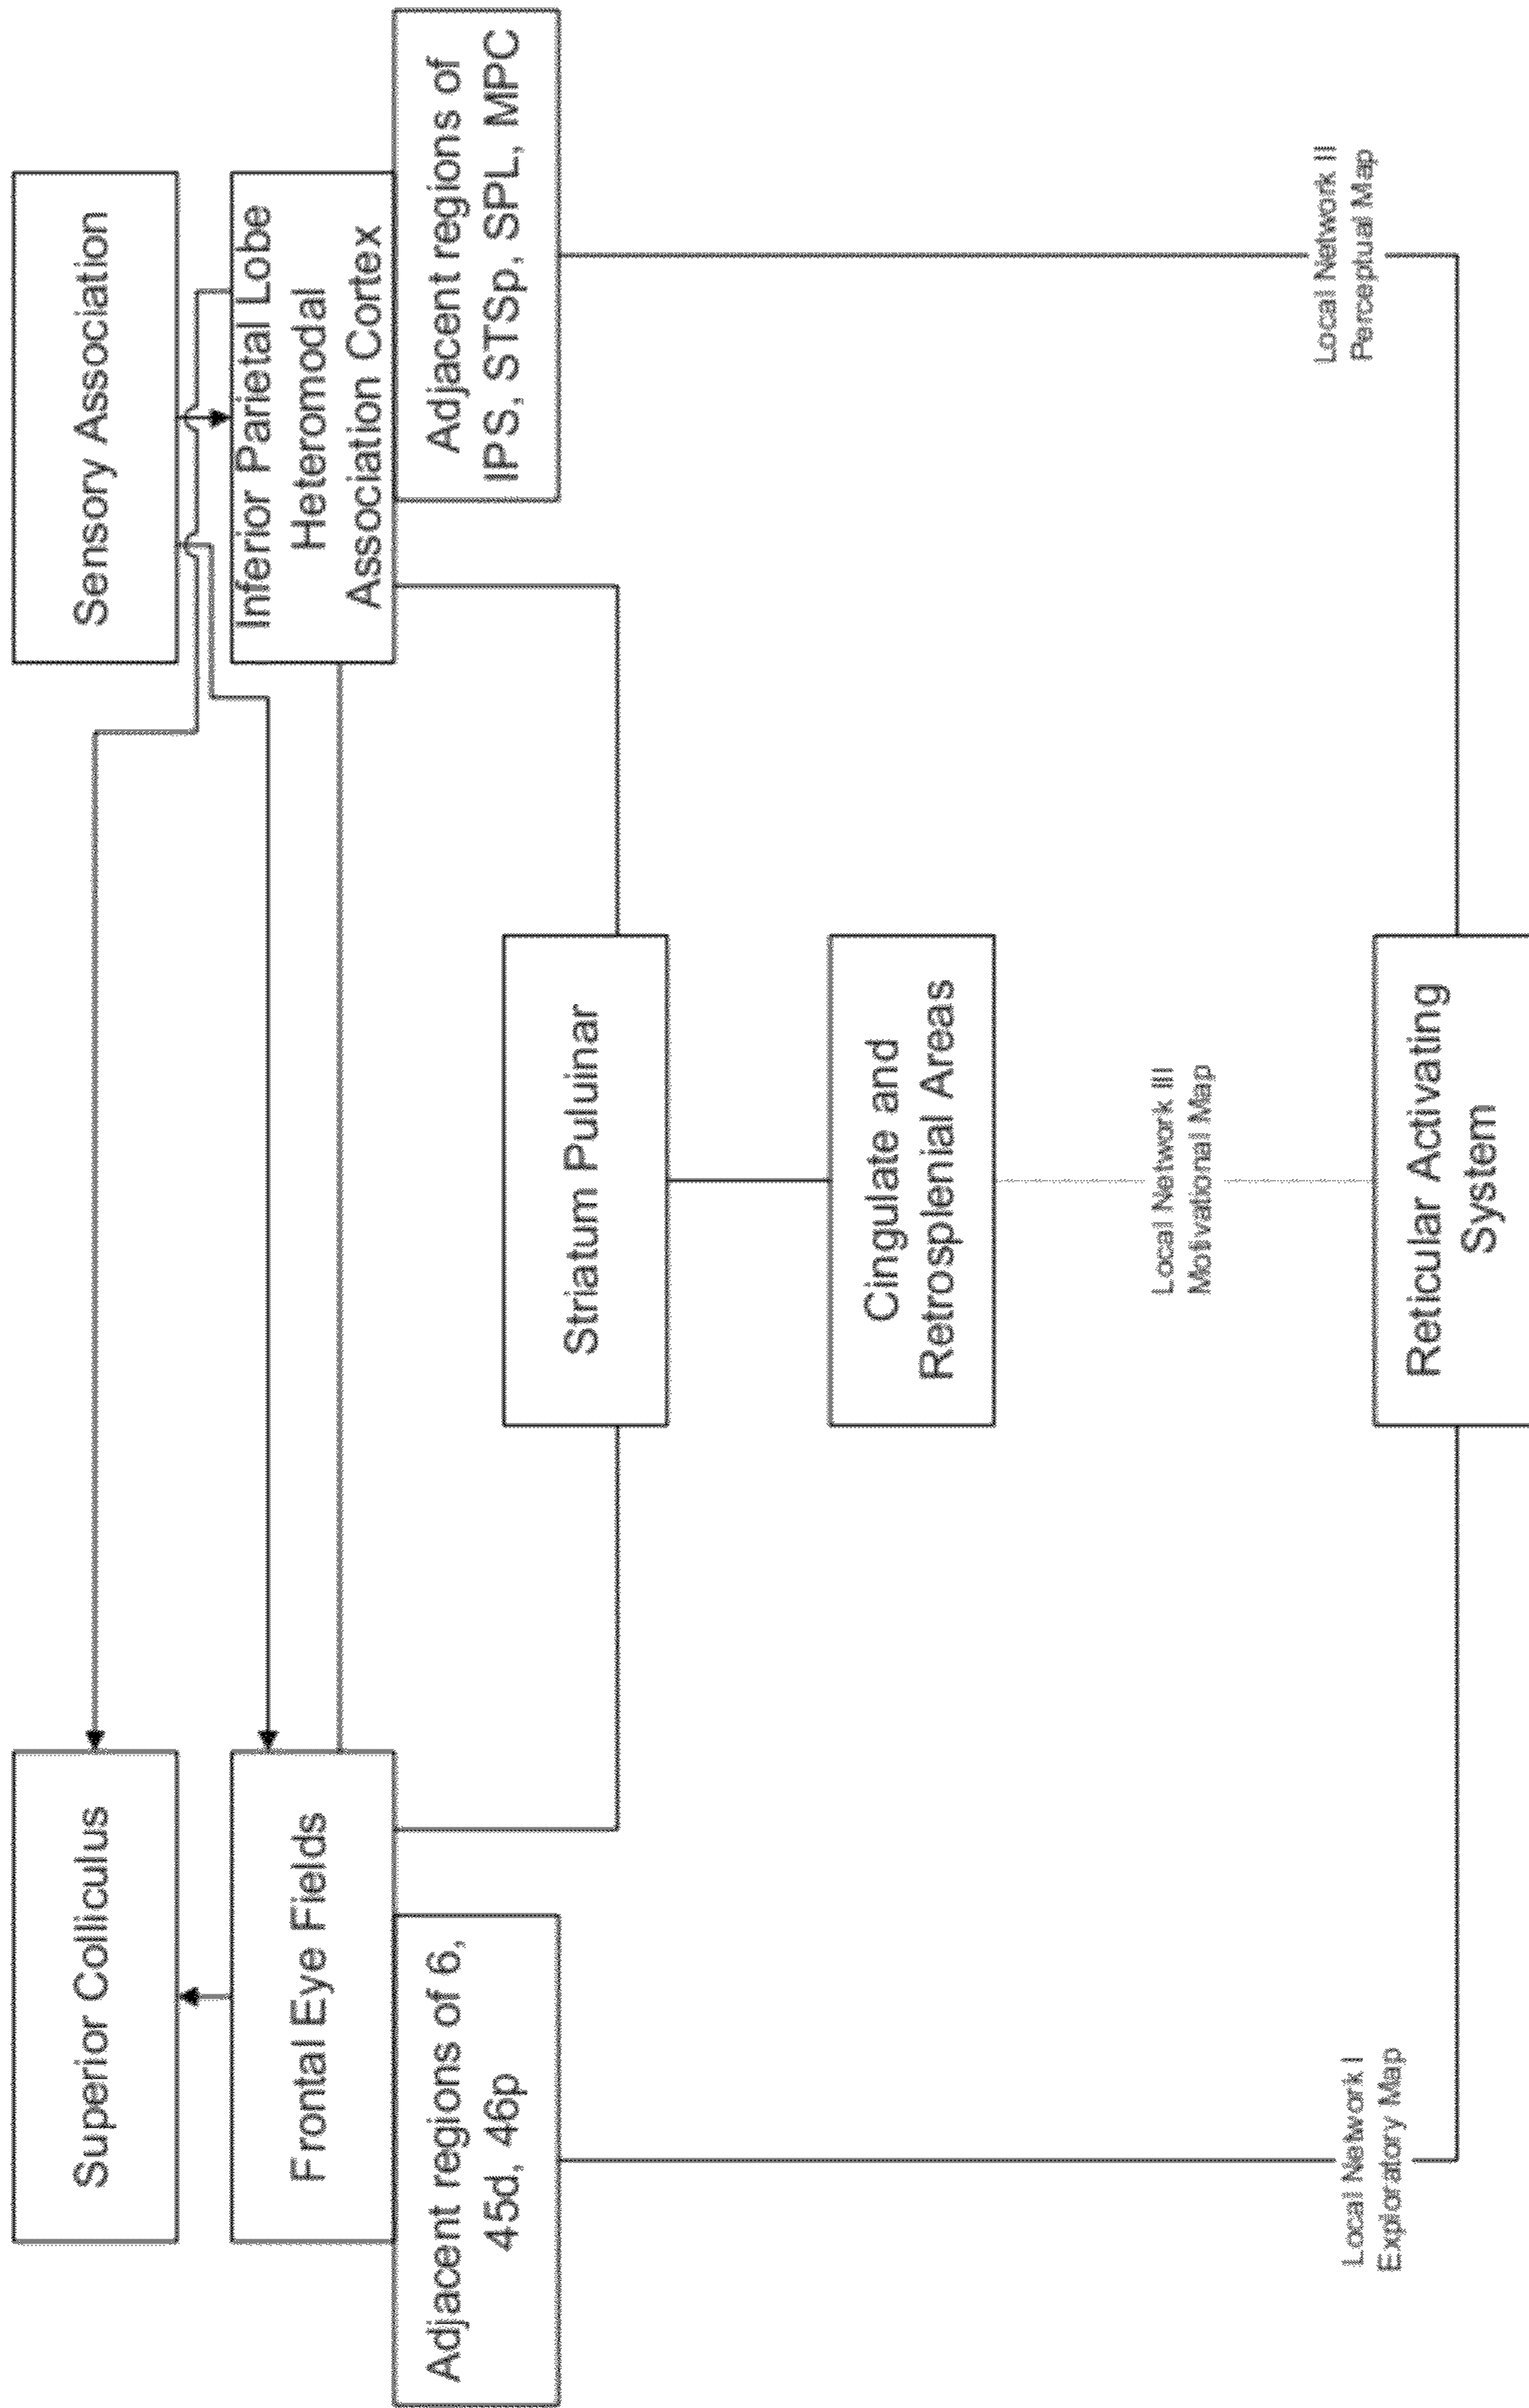 Superior Colliculus
Sensory Association
Frontal Eye Fields
Inferior Parietal Lobe
Heteromodal
Association Cortex
Adjacent regions of 6,
45d, 46p
Adjacent regions of
IPS, STSp, SPL, MPC
Striatum Puluinar
Cingulate and
Retrosplenial Areas
Local Network I
Exploratory Map
Local Network III
Motivational Map
Local Network II
Perceptual Map
Reticular Activating
System